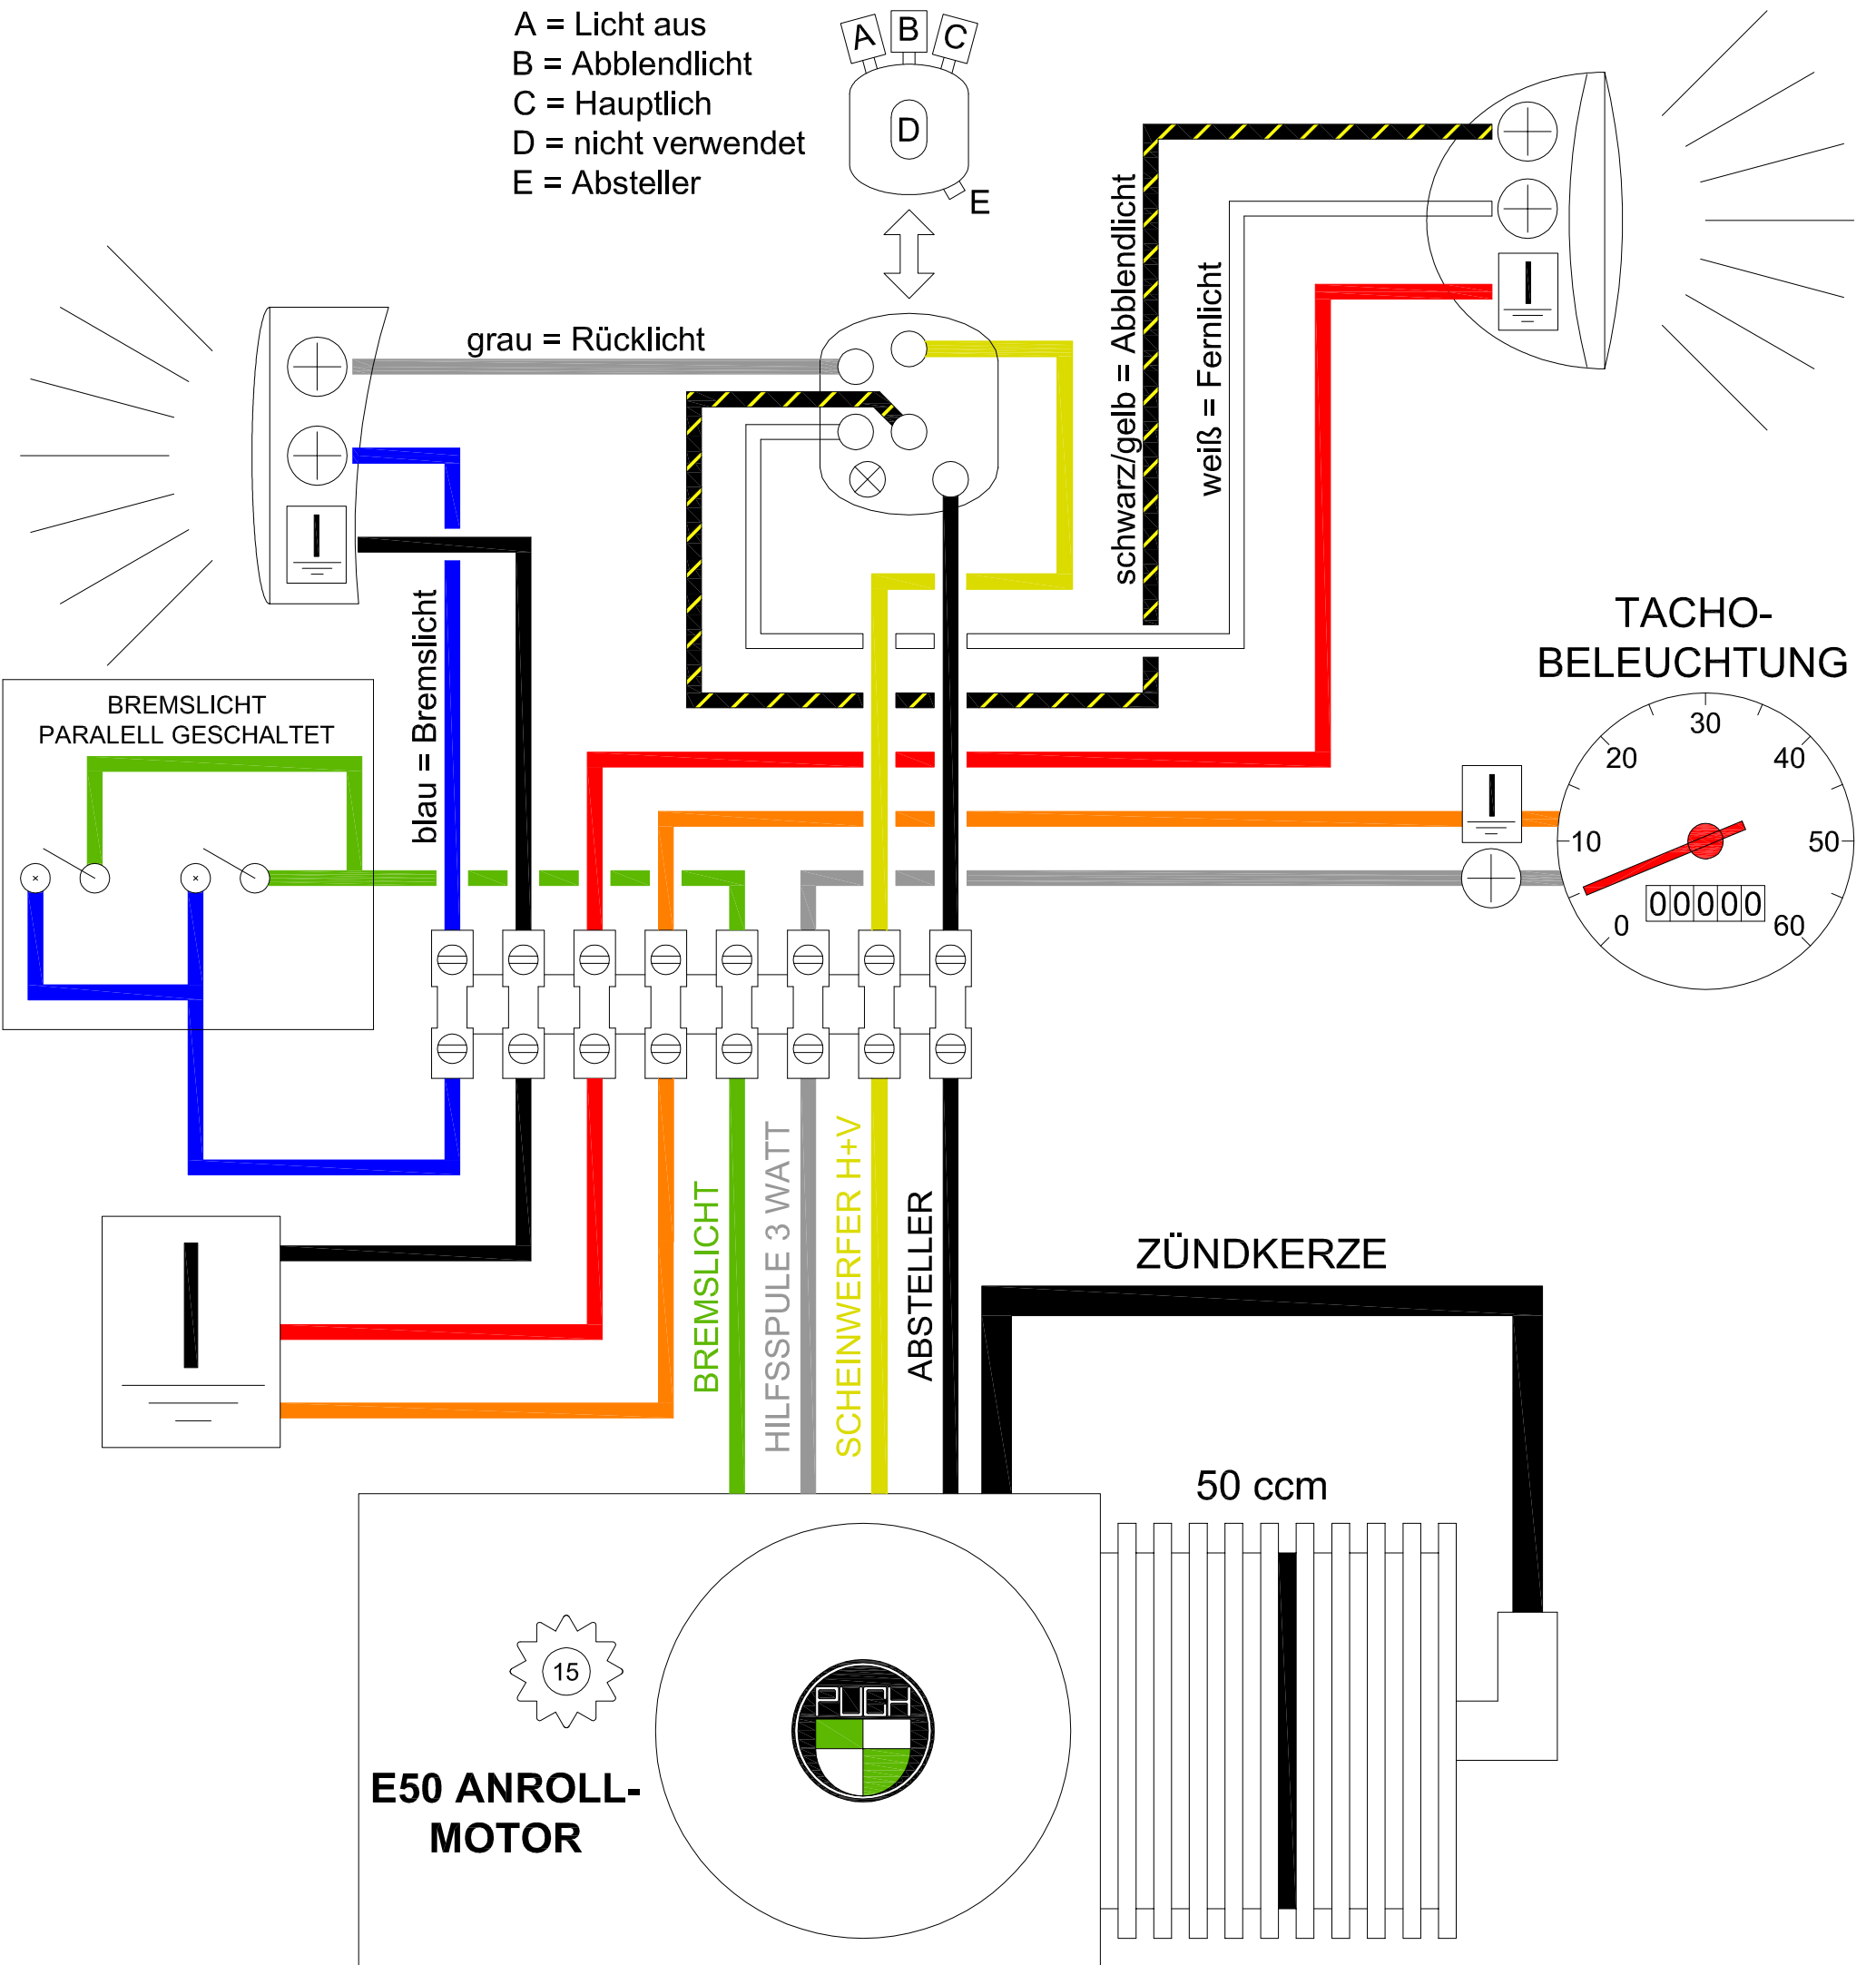 A = Licht aus
B = Abblendlicht
C = Hauptlich
D = nicht verwendet
E = Absteller
A
B
C
D
E
grau = Rücklicht
schwarz/gelb = Abblendlicht
weiß = Fernlicht
blau = Bremslicht
BREMSLICHT
PARALELL GESCHALTET
TACHO-
BELEUCHTUNG
0
10
20
30
40
50
60
00000
BREMSLICHT
HILFSSPULE 3 WATT
SCHEINWERFER H+V
ABSTELLER
ZÜNDKERZE
50 ccm
15
PUCH
E50 ANROLL-
MOTOR